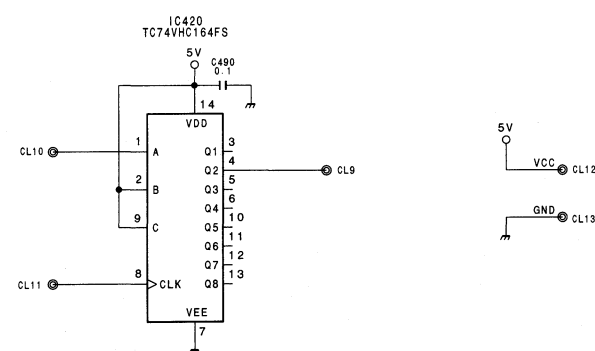 IC420
TC74VHC164FS
5V
C490
0.1
14
VDD
1
CL10
A
3
Q1
4
Q2
CL9
2
B
5
Q3
6
Q4
9
C
10
Q5
11
Q6
12
Q7
8
CL11
CLK
13
Q8
VEE
7
5V
VCC
CL12
GND
CL13